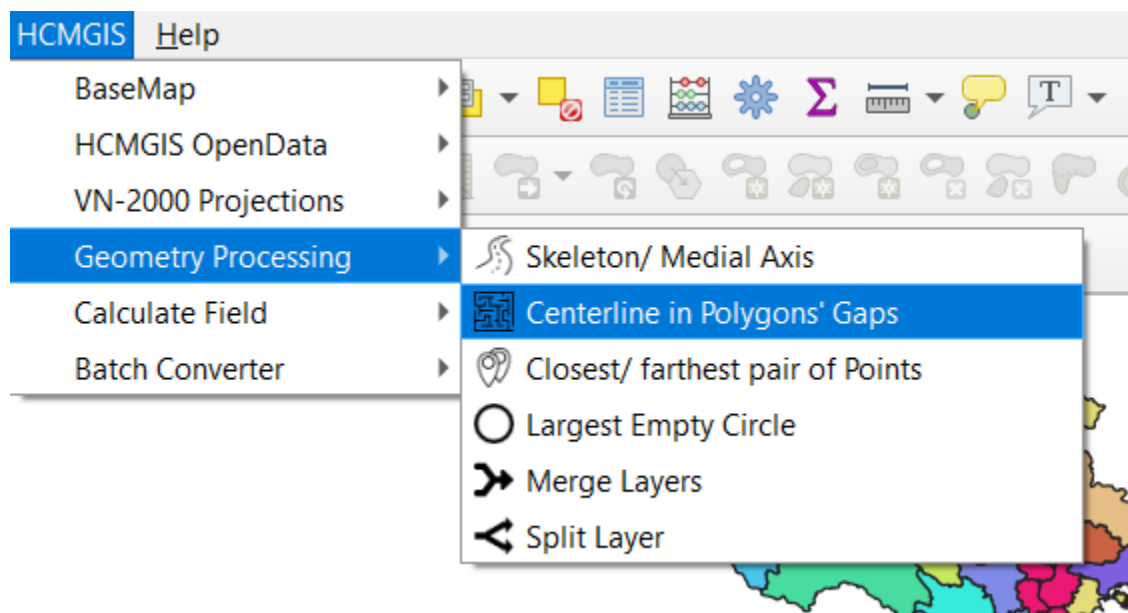 HCMGIS Help
BaseMap
HCMGIS OpenData
VN-2000 Projections
Geometry Processing
Calculate Field
Batch Converter
Skeleton/ Medial Axis
Centerline in Polygons' Gaps
Closest/ farthest pair of Points
Largest Empty Circle
Merge Layers
Split Layer